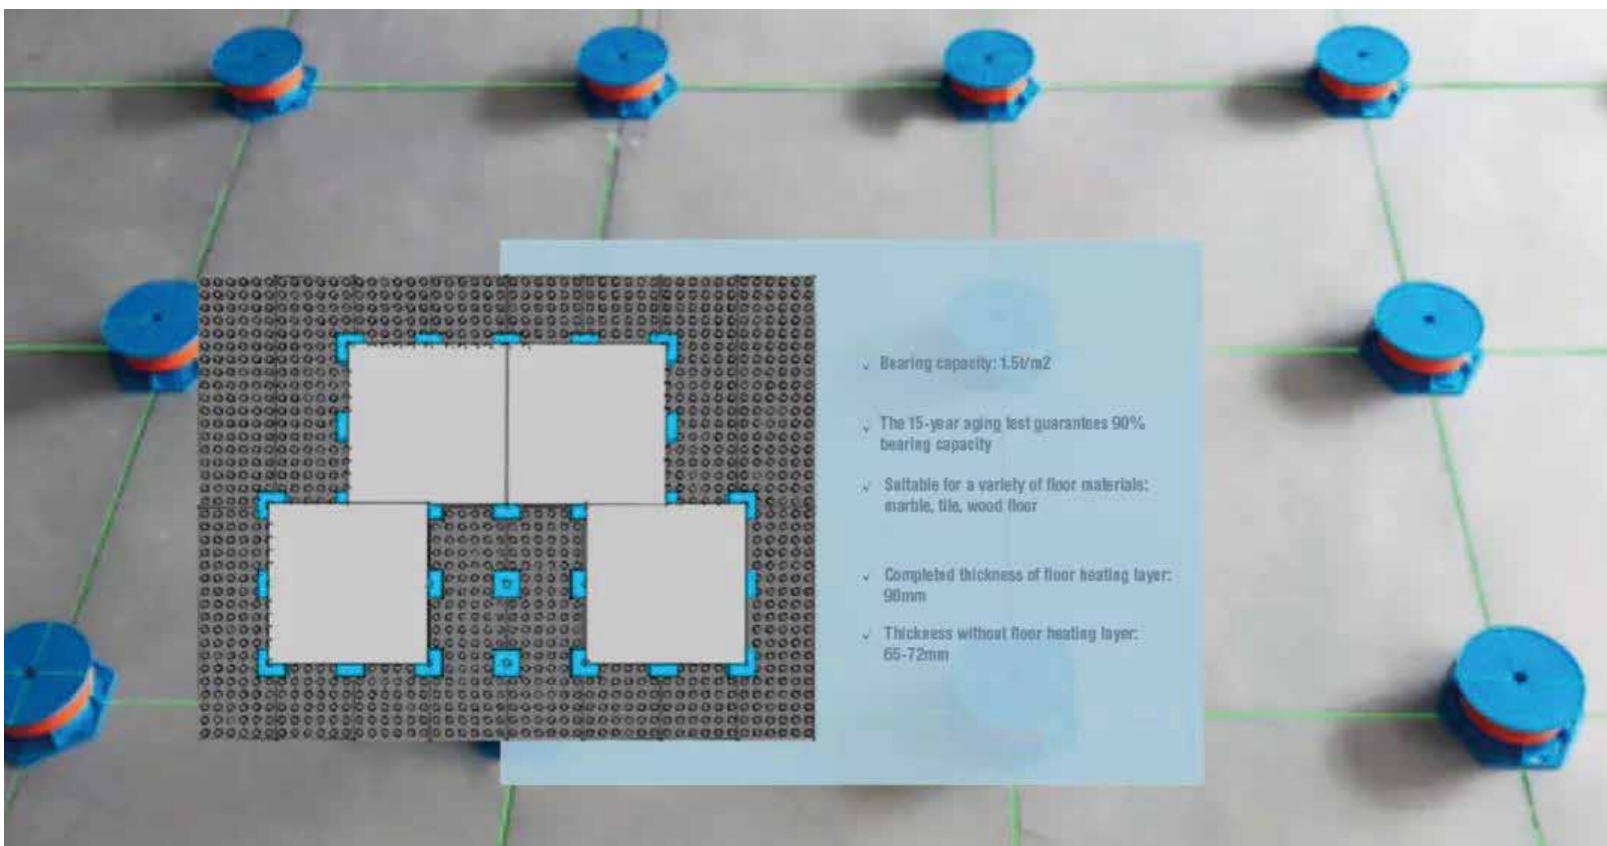 Bearing capacity: 1.5t/m2
The 15-year aging test guarantees 90%
bearing capacity
Suitable for a variety of floor materials:
marble, tile, wood floor
Completed thickness of floor heating layer:
90mm
Thickness without floor heating layer:
65-72mm